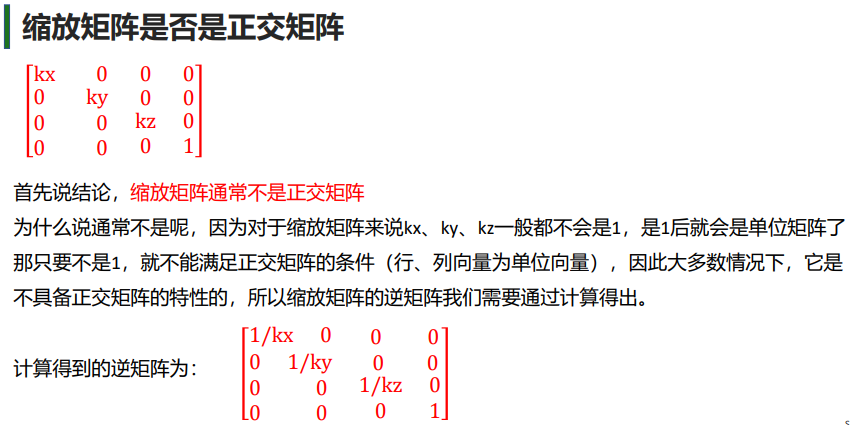 缩放矩阵是否是正交矩阵
kx 0 0 0
0 ky 0 0
0 0 kz 0
0 0 0 1
首先说结论，缩放矩阵通常不是正交矩阵
为什么说通常不是呢，因为对于缩放矩阵来说kx、ky、kz一般都不会是1，是1后就会是单位矩阵了
那只要不是1，就不能满足正交矩阵的条件（行、列向量为单位向量），因此大多数情况下，它是
不具备正交矩阵的特性的，所以缩放矩阵的逆矩阵我们需要通过计算得出。
计算得到的逆矩阵为：
1/kx 0 0 0
0 1/ky 0 0
0 0 1/kz 0
0 0 0 1